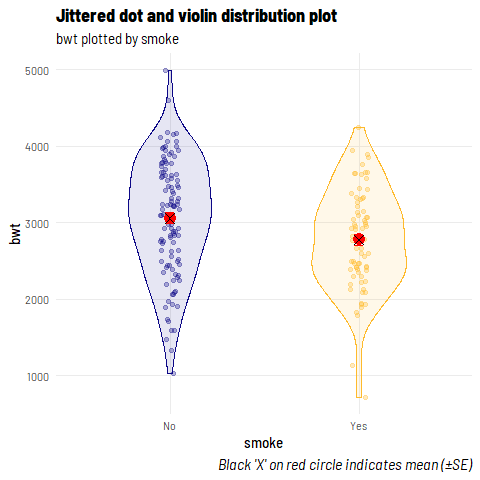 Jittered dot and violin distribution plot
bwt plotted by smoke
5000
4000
3000
2000
1000
bwt
No
Yes
smoke
Black 'X' on red circle indicates mean (±SE)